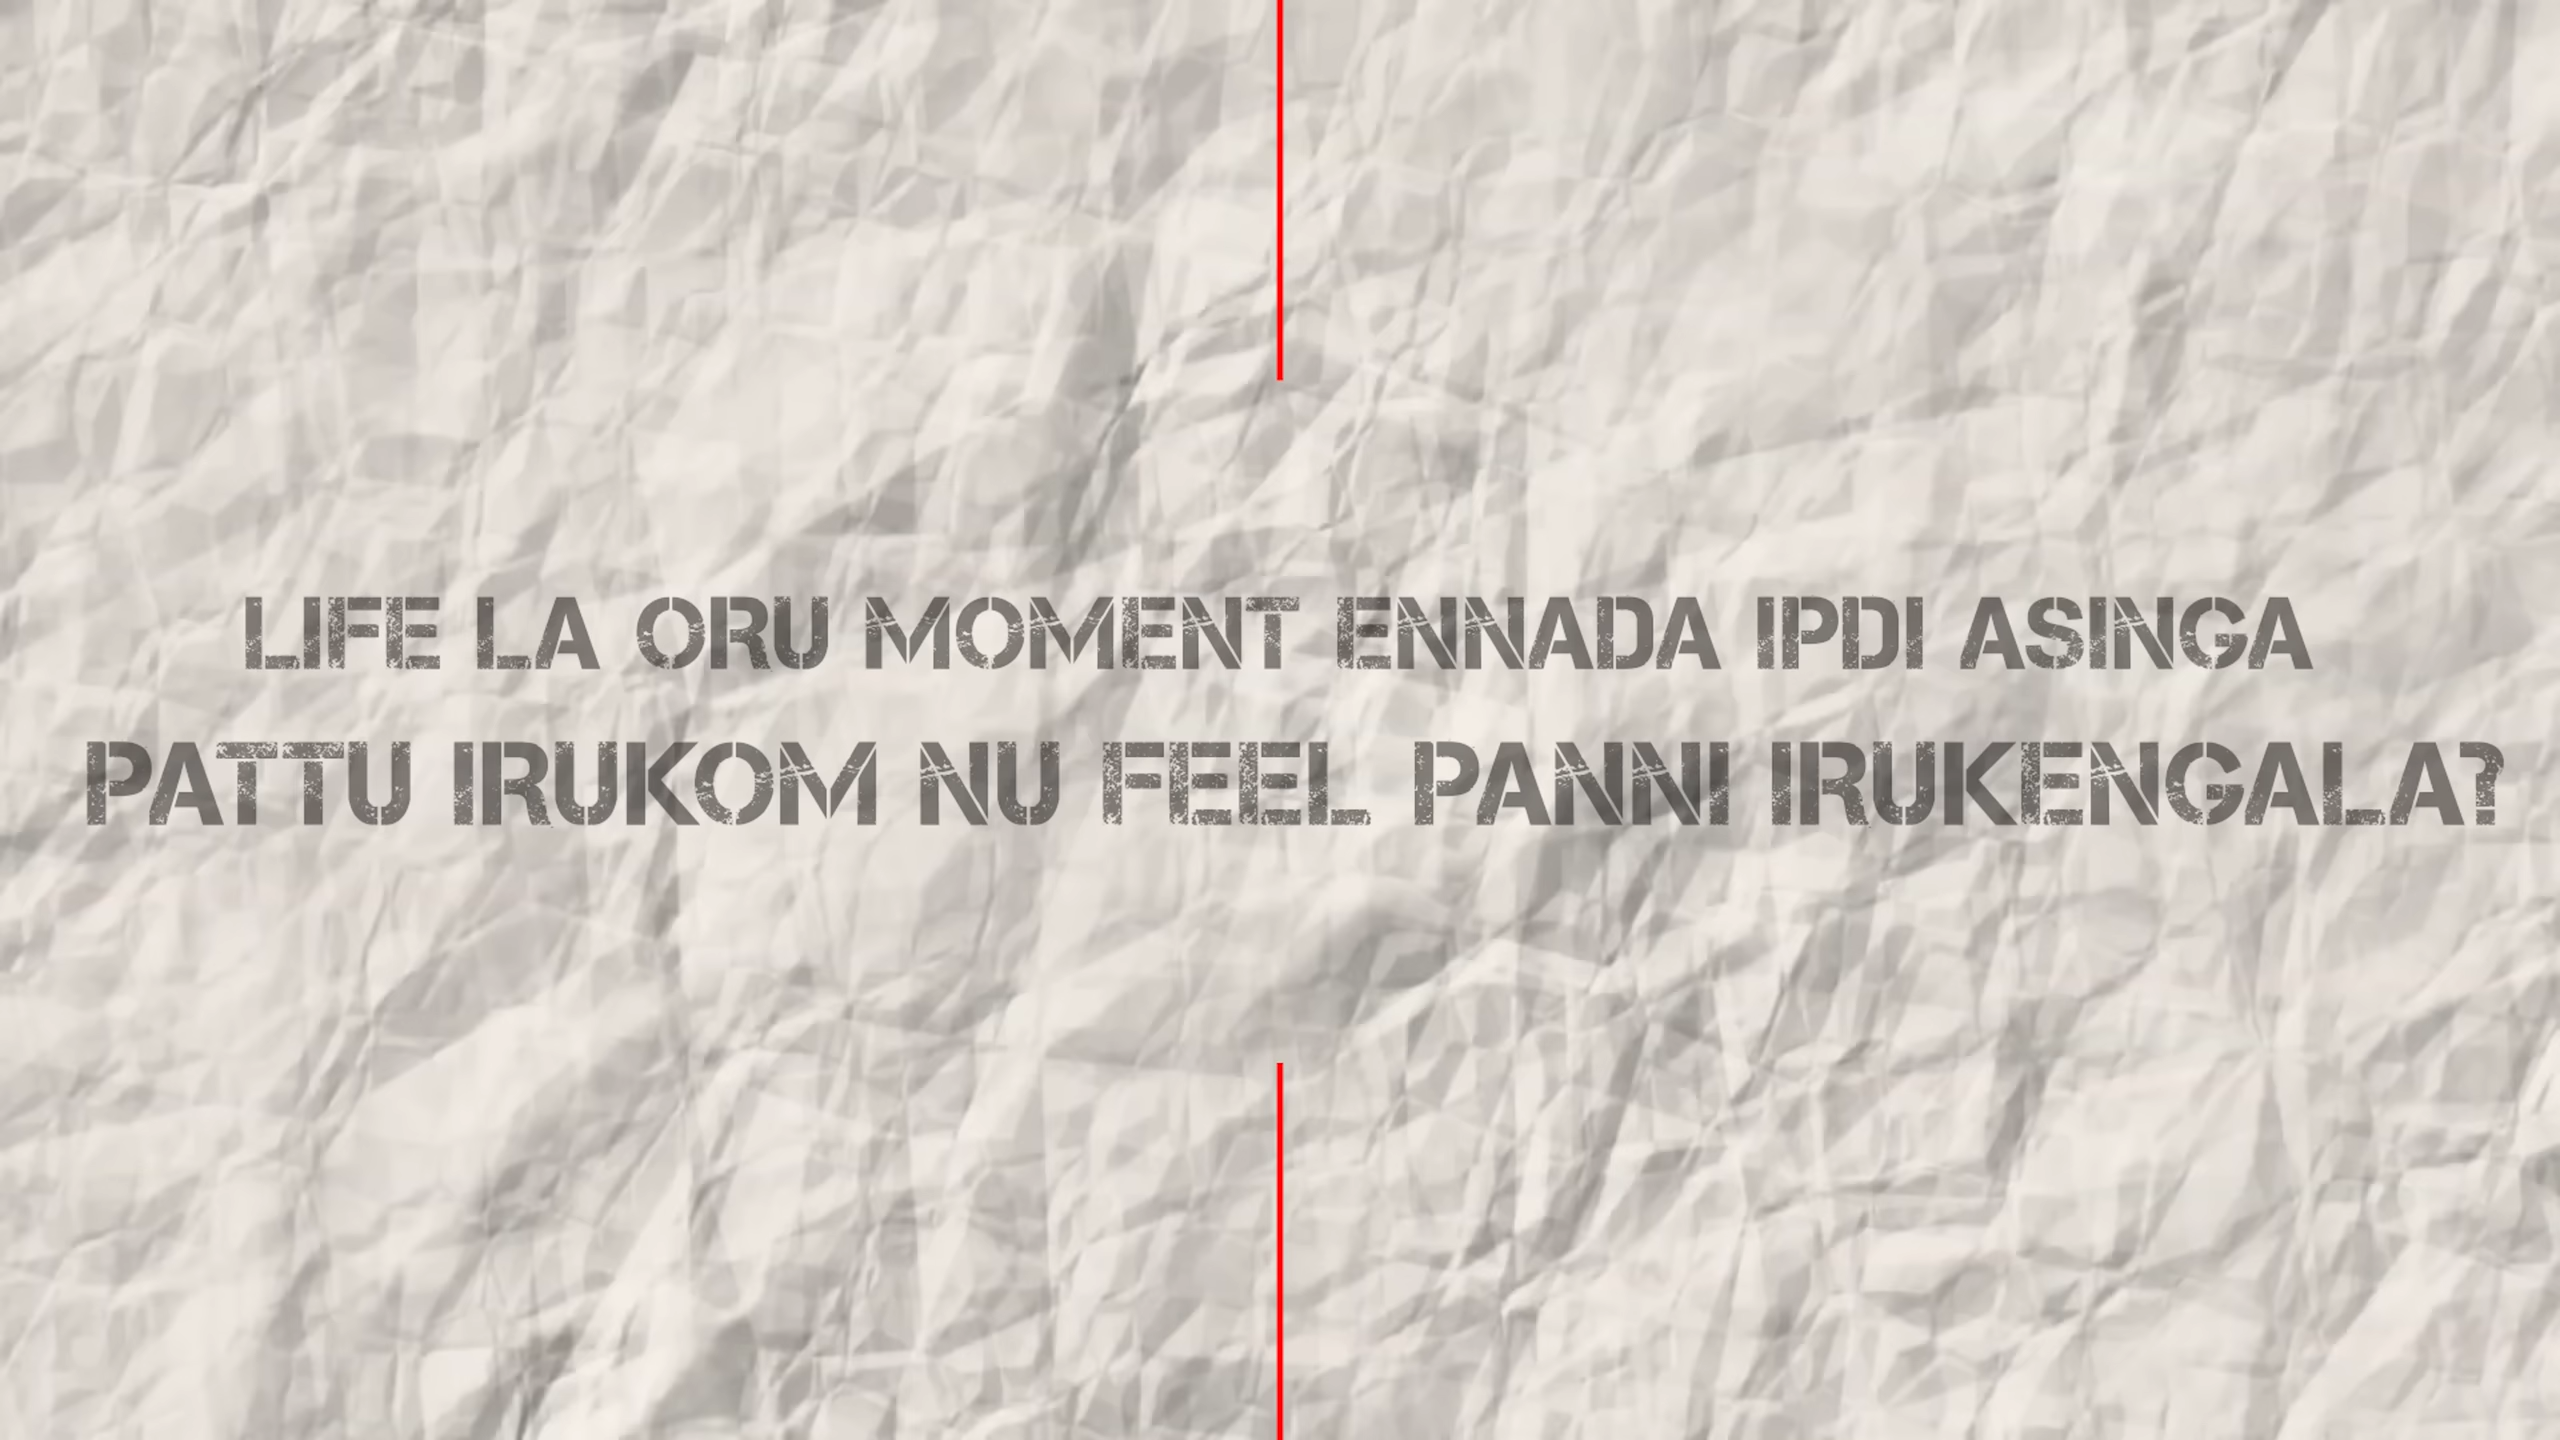 LIFE LA ORU MOMENT ENNADA IPDI ASINGA
PATTU IRUKOM NU FEEL PANNI IRUKENGALA?